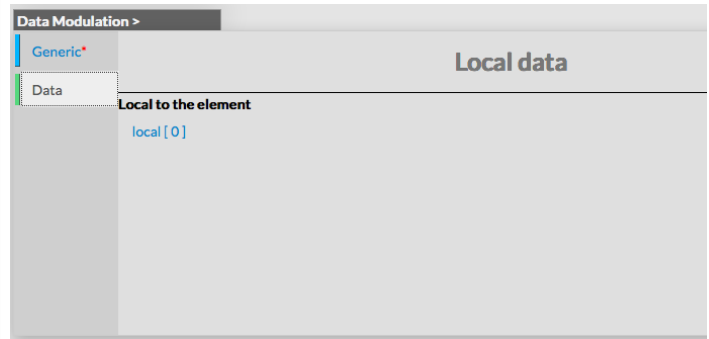 Data Modulation >
Generic*
Local data
Data
Local to the element
local [ 0 ]